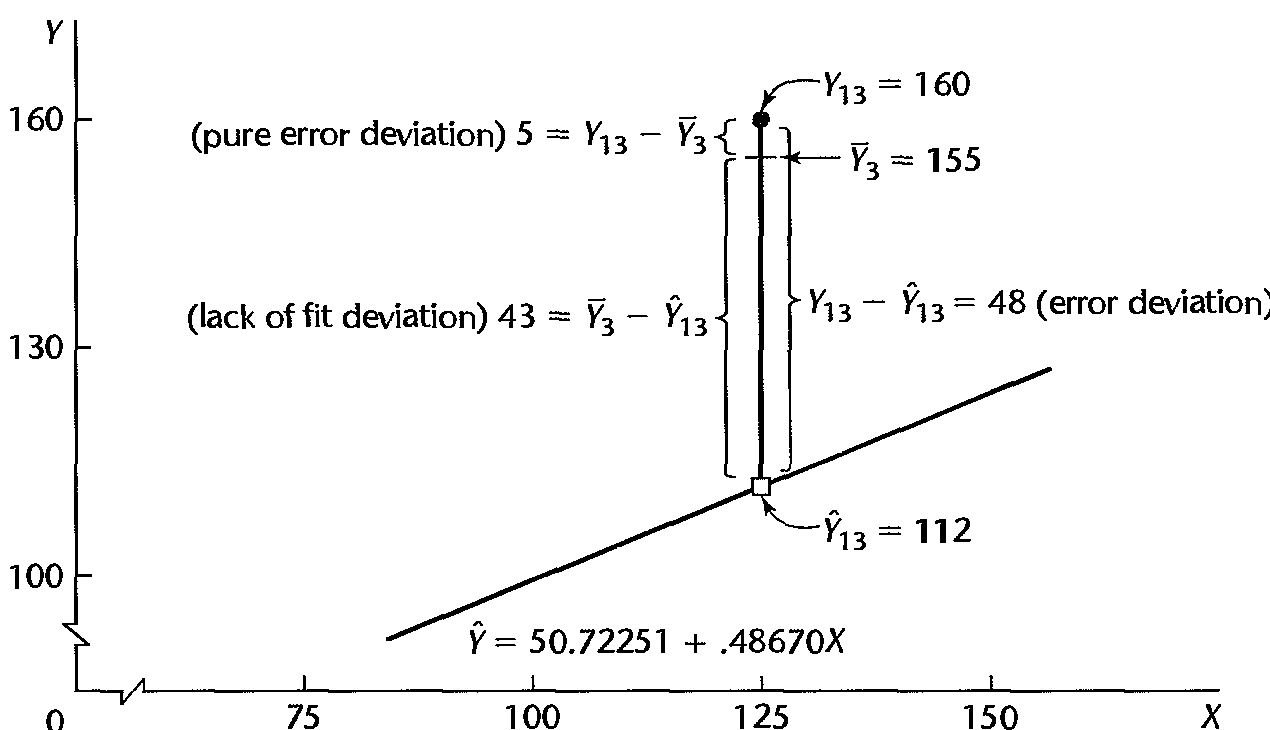 Y
Y₁₃ = 160
160
(pure error deviation) 5 = Y₁₃ − Ȳ₃
Ȳ₃ = 155
(lack of fit deviation) 43 = Ȳ₃ − Ŷ₁₃
Y₁₃ − Ŷ₁₃ = 48 (error deviation)
130
Ŷ₁₃ = 112
100
Ŷ = 50.72251 + .48670X
0 75 100 125 150 X